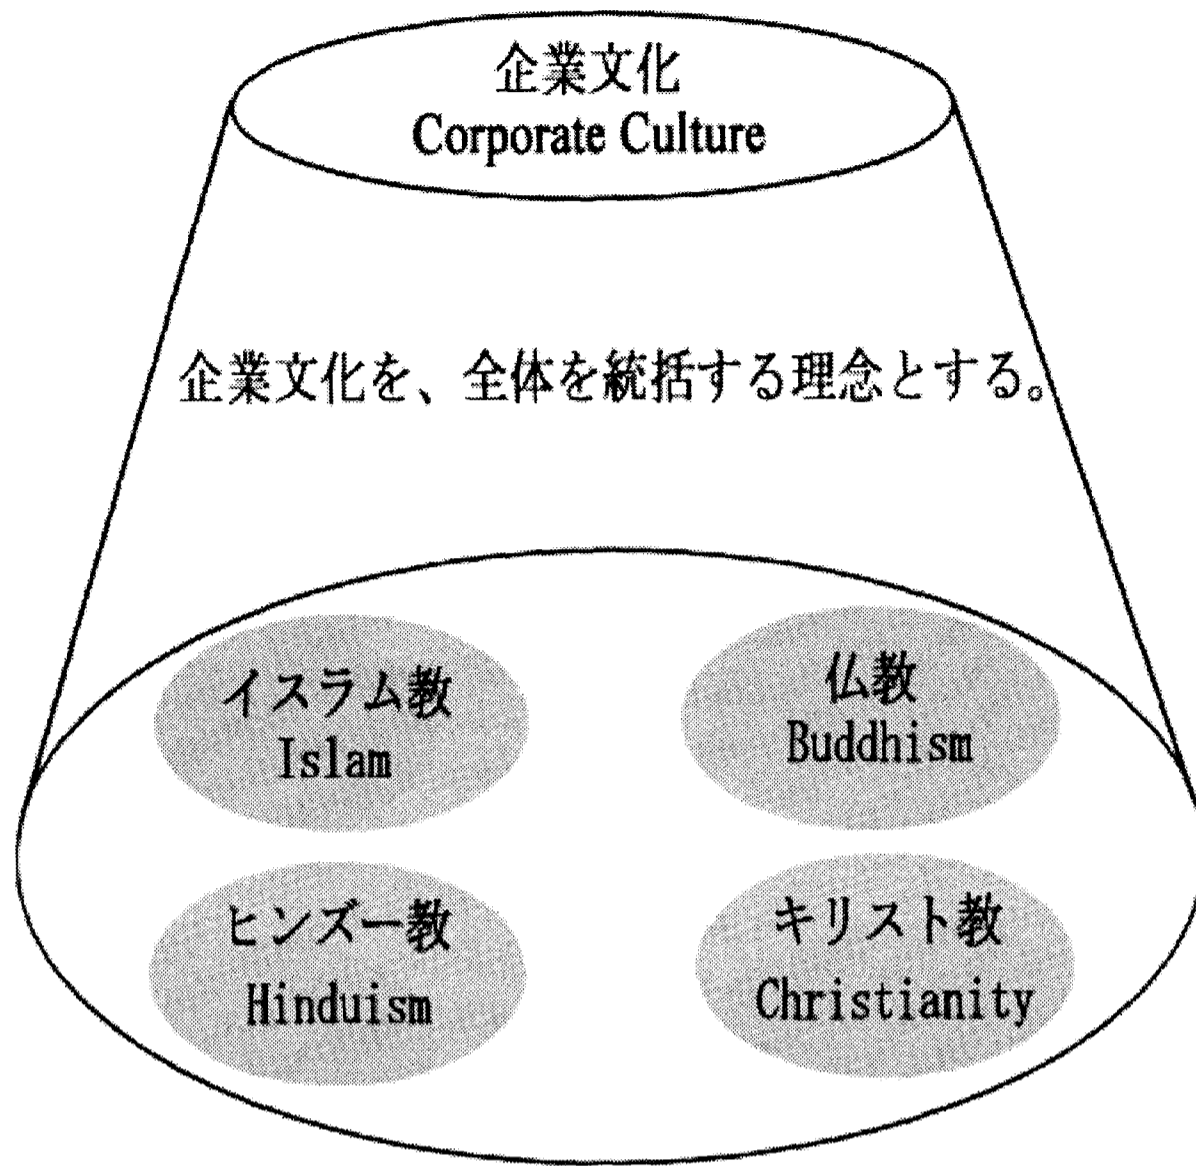 企業文化
Corporate Culture
企業文化を、全体を統括する理念とする。
イスラム教
Islam
仏教
Buddhism
ヒンズー教
Hinduism
キリスト教
Christianity